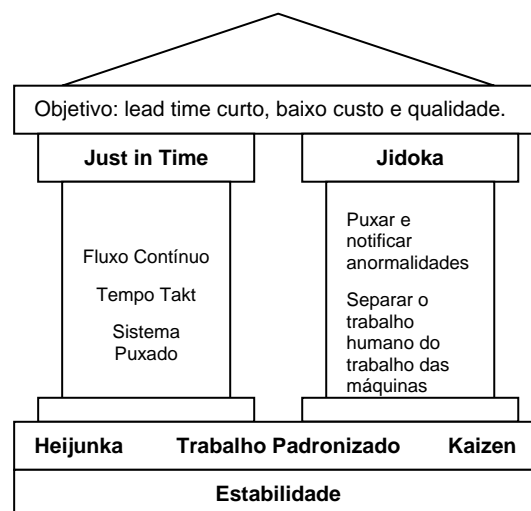 Objetivo: lead time curto, baixo custo e qualidade.
Just in Time
Fluxo Contínuo
Tempo Takt
Sistema
Puxado
Jidoka
Puxar e
notificar
anormalidades
Separar o
trabalho
humano do
trabalho das
máquinas
Heijunka Trabalho Padronizado Kaizen
Estabilidade